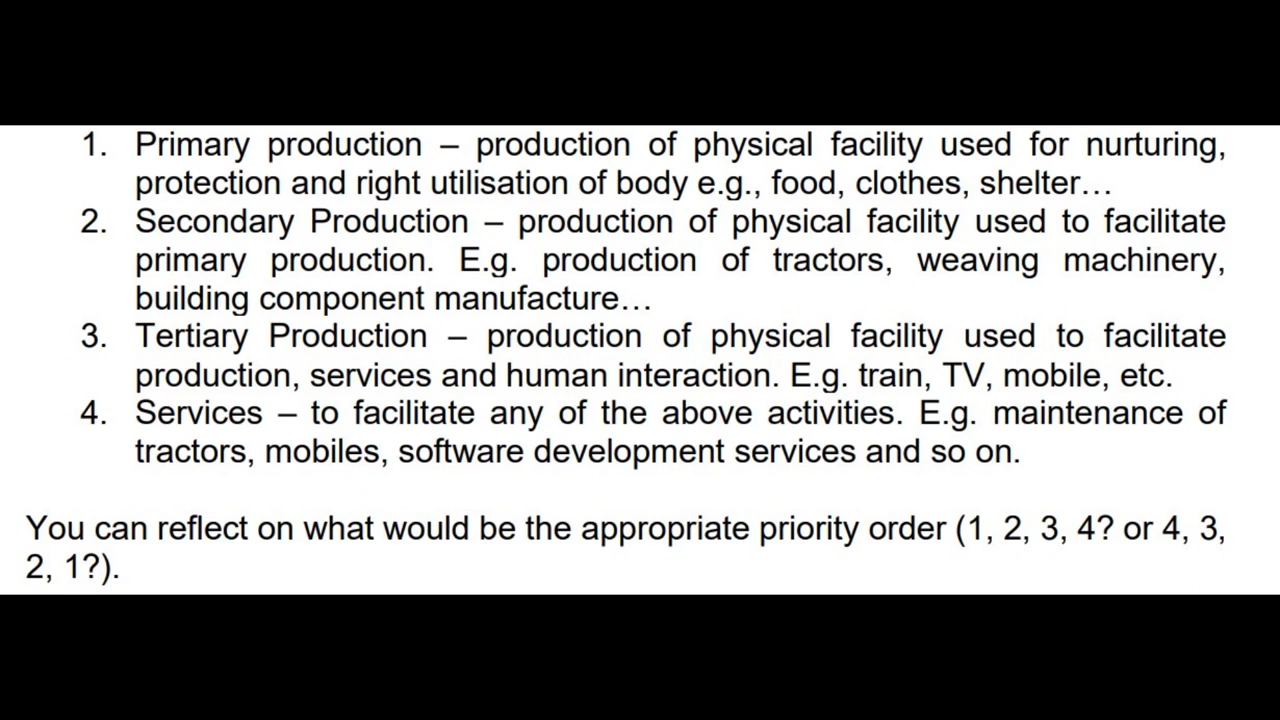 1. Primary production – production of physical facility used for nurturing,
protection and right utilisation of body e.g., food, clothes, shelter…
2. Secondary Production – production of physical facility used to facilitate
primary production. E.g. production of tractors, weaving machinery,
building component manufacture…
3. Tertiary Production – production of physical facility used to facilitate
production, services and human interaction. E.g. train, TV, mobile, etc.
4. Services – to facilitate any of the above activities. E.g. maintenance of
tractors, mobiles, software development services and so on.
You can reflect on what would be the appropriate priority order (1, 2, 3, 4? or 4, 3,
2, 1?).